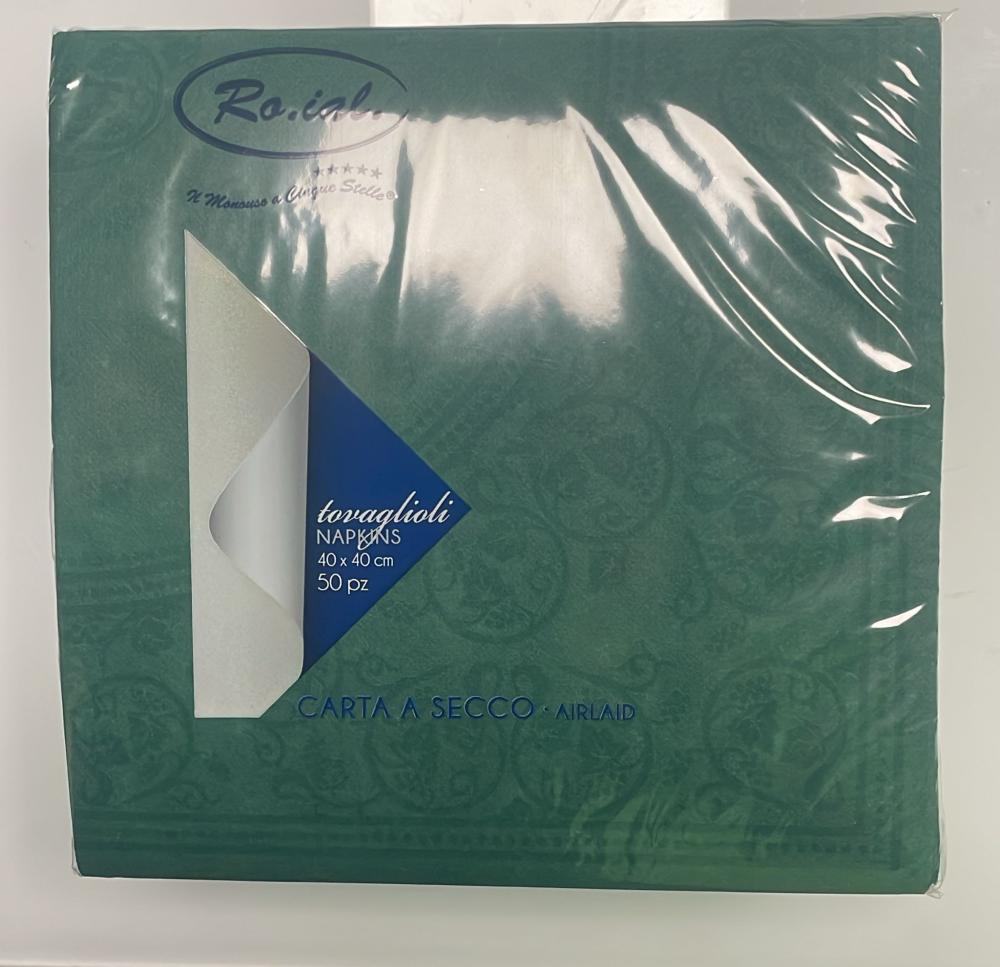 Ro.ial.
Il Monouso a Cinque Stelle®
tovaglioli
NAPKINS
40 x 40 cm
50 pz
CARTA A SECCO · AIRLAID